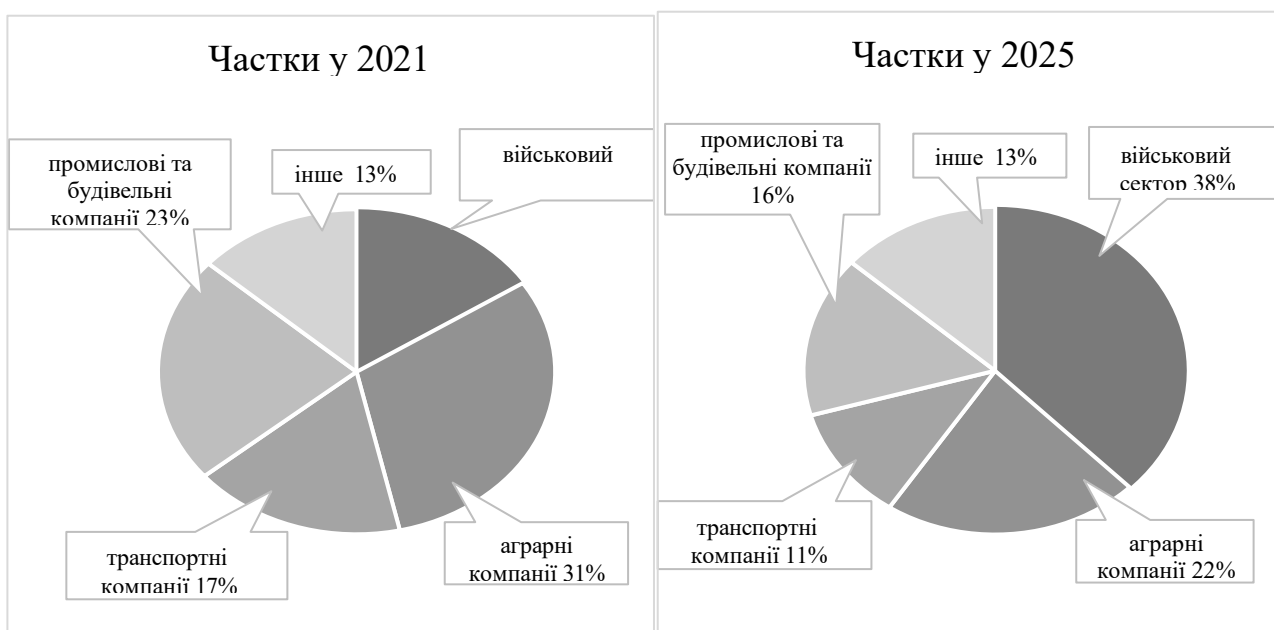 Частки у 2021
промислові та
будівельні
компанії 23%
інше 13%
військовий
транспортні
компанії 17%
аграрні
компанії 31%
Частки у 2025
промислові та
будівельні компанії
16%
інше 13%
військовий
сектор 38%
транспортні
компанії 11%
аграрні
компанії 22%